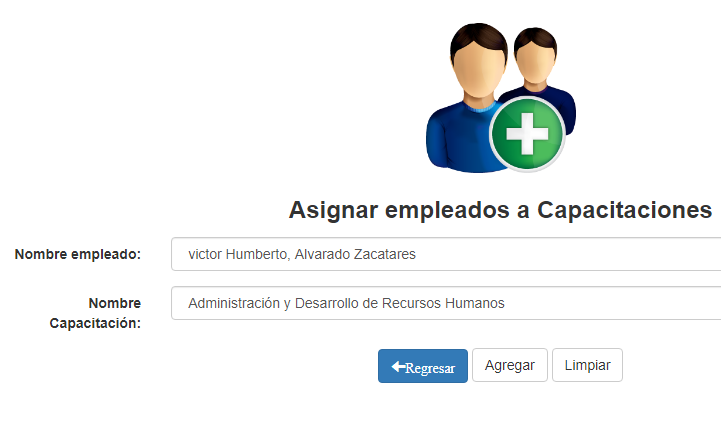 Asignar empleados a Capacitaciones
Nombre empleado:
victor Humberto, Alvarado Zacatares
Nombre
Capacitación:
Administración y Desarrollo de Recursos Humanos
Regresar Agregar Limpiar